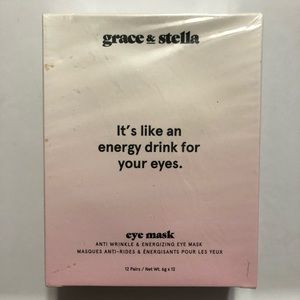 grace & stella
It's like an
energy drink for
your eyes.
eye mask
ANTI WRINKLE & ENERGIZING EYE MASK
MASQUES ANTI-RIDES & ÉNERGISANTS POUR LES YEUX
12 Pairs / Net Wt. 6g x 12